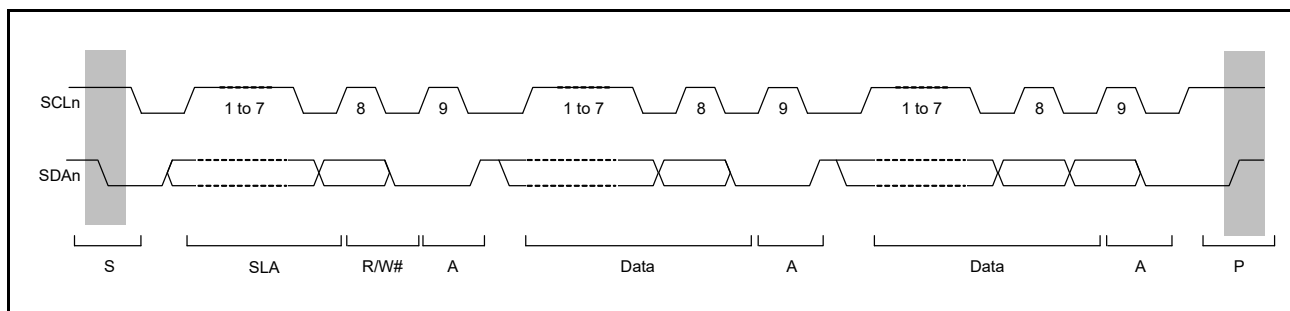 SCLn
1 to 7 8 9 1 to 7 8 9 1 to 7 8 9
SDAn
S SLA R/W# A Data A Data A P